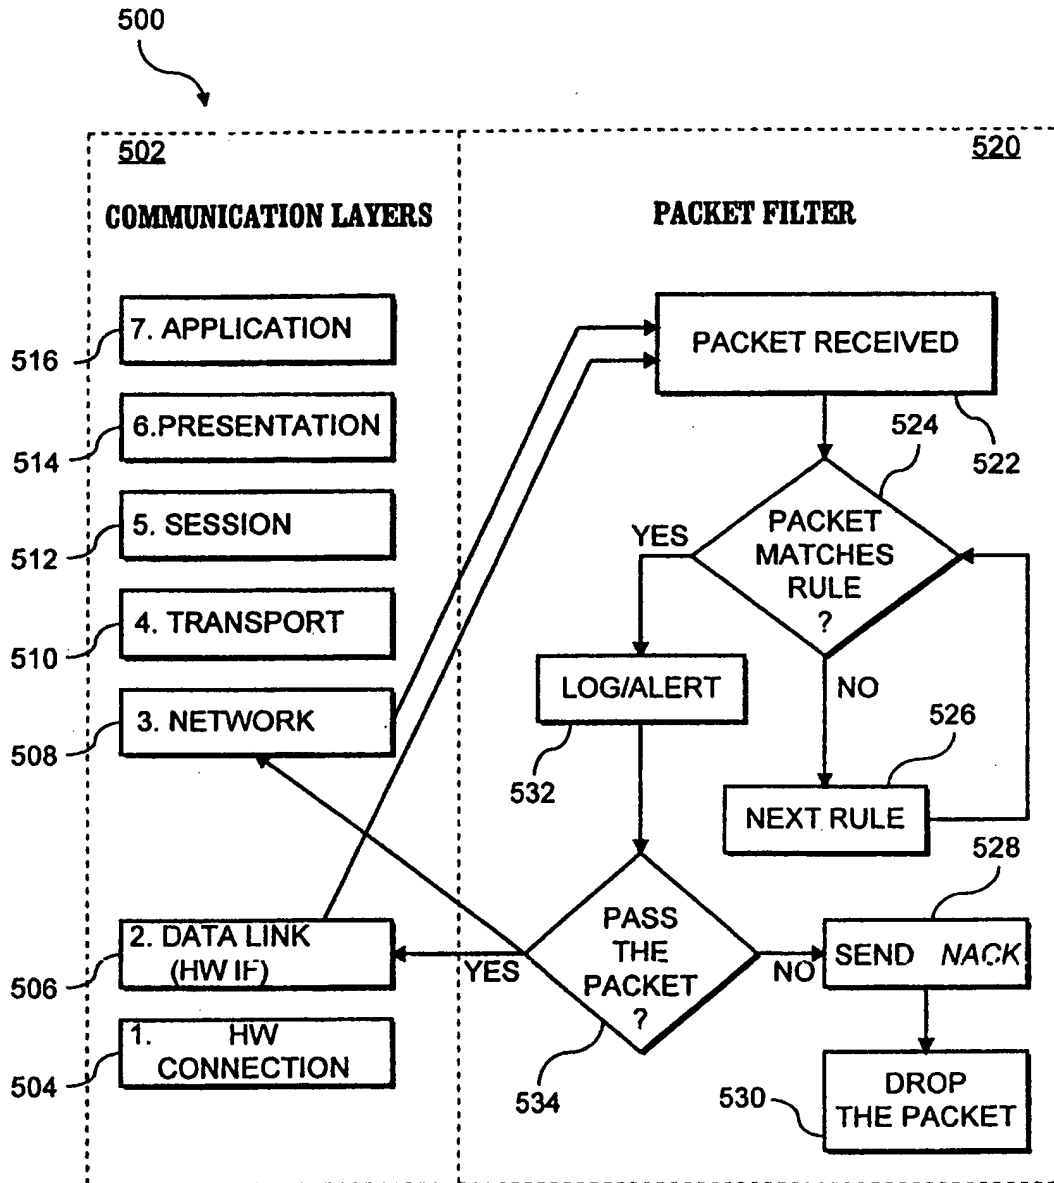 500
502
520
COMMUNICATION LAYERS
PACKET FILTER
7. APPLICATION
516
6.PRESENTATION
514
5. SESSION
512
4. TRANSPORT
510
3. NETWORK
508
2. DATA LINK
(HW IF)
506
1. HW
CONNECTION
504
PACKET RECEIVED
522
524
PACKET
MATCHES
RULE
?
YES
NO
LOG/ALERT
532
526
NEXT RULE
528
PASS
THE
PACKET
?
YES
NO
534
SEND NACK
530
DROP
THE PACKET